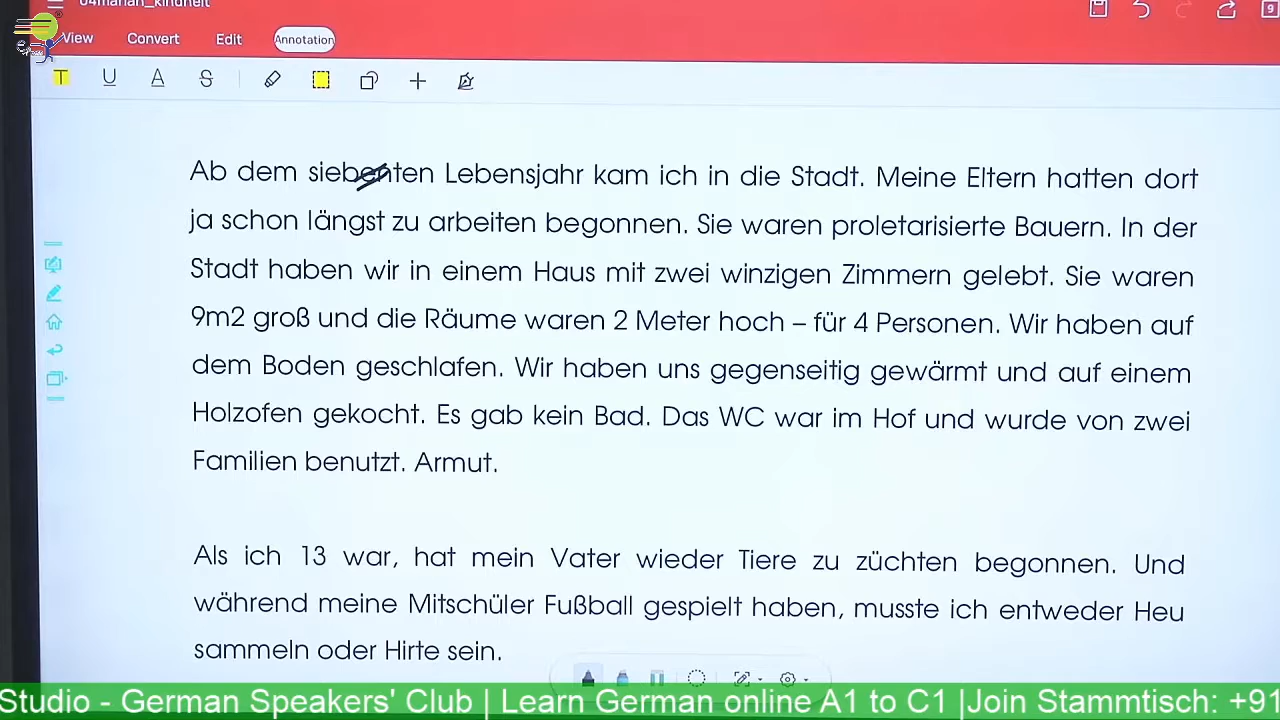 04marian_kindheit
View Convert Edit Annotation
T U A S
Ab dem siebenten Lebensjahr kam ich in die Stadt. Meine Eltern hatten dort
ja schon längst zu arbeiten begonnen. Sie waren proletarisierte Bauern. In der
Stadt haben wir in einem Haus mit zwei winzigen Zimmern gelebt. Sie waren
9m2 groß und die Räume waren 2 Meter hoch – für 4 Personen. Wir haben auf
dem Boden geschlafen. Wir haben uns gegenseitig gewärmt und auf einem
Holzofen gekocht. Es gab kein Bad. Das WC war im Hof und wurde von zwei
Familien benutzt. Armut.
Als ich 13 war, hat mein Vater wieder Tiere zu züchten begonnen. Und
während meine Mitschüler Fußball gespielt haben, musste ich entweder Heu
sammeln oder Hirte sein.
Studio - German Speakers' Club | Learn German online A1 to C1 |Join Stammtisch: +91